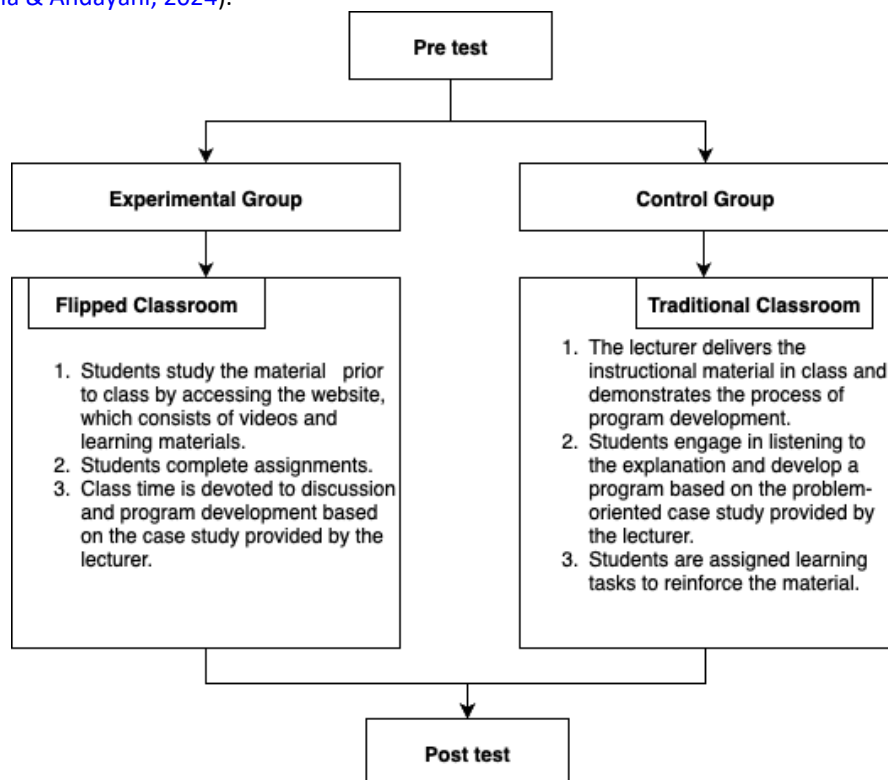 & Andayani, 2024).
Pre test
Experimental Group
Control Group
Flipped Classroom
1. Students study the material prior
to class by accessing the website,
which consists of videos and
learning materials.
2. Students complete assignments.
3. Class time is devoted to discussion
and program development based
on the case study provided by the
lecturer.
Traditional Classroom
1. The lecturer delivers the
instructional material in class and
demonstrates the process of
program development.
2. Students engage in listening to
the explanation and develop a
program based on the problem-
oriented case study provided by
the lecturer.
3. Students are assigned learning
tasks to reinforce the material.
Post test